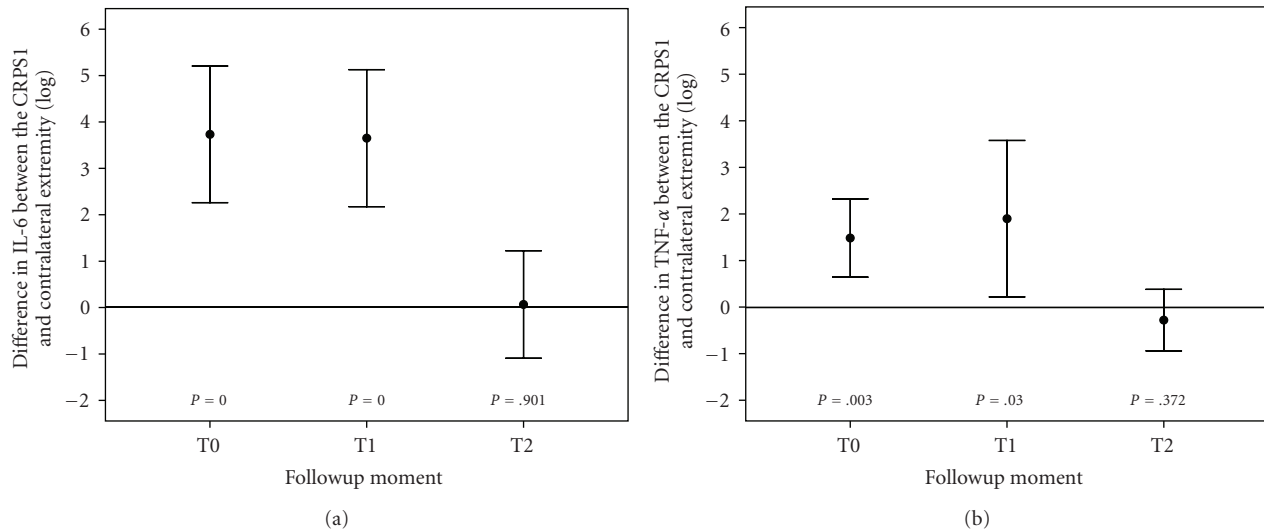 Difference in IL-6 between the CRPS1
and contralateral extremity (log)
6
5
4
3
2
1
0
−1
−2
P = 0
P = 0
P = .901
T0
T1
T2
Followup moment
(a)
Difference in TNF-α between the CRPS1
and contralateral extremity (log)
6
5
4
3
2
1
0
−1
−2
P = .003
P = .03
P = .372
T0
T1
T2
Followup moment
(b)